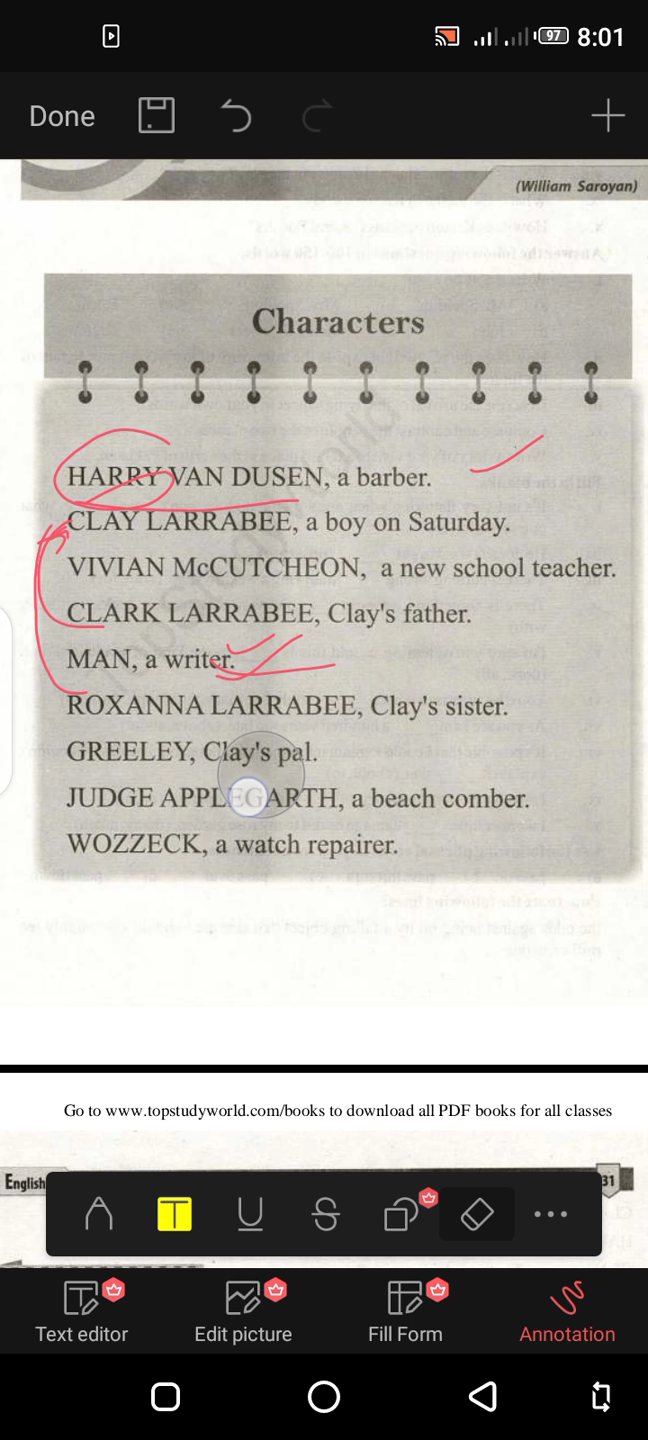 97 8:01
Done
(William Saroyan)
Characters
HARRY VAN DUSEN, a barber.
CLAY LARRABEE, a boy on Saturday.
VIVIAN McCUTCHEON, a new school teacher.
CLARK LARRABEE, Clay's father.
MAN, a writer.
ROXANNA LARRABEE, Clay's sister.
GREELEY, Clay's pal.
JUDGE APPLEGARTH, a beach comber.
WOZZECK, a watch repairer.
Go to www.topstudyworld.com/books to download all PDF books for all classes
English
31
Text editor Edit picture Fill Form Annotation